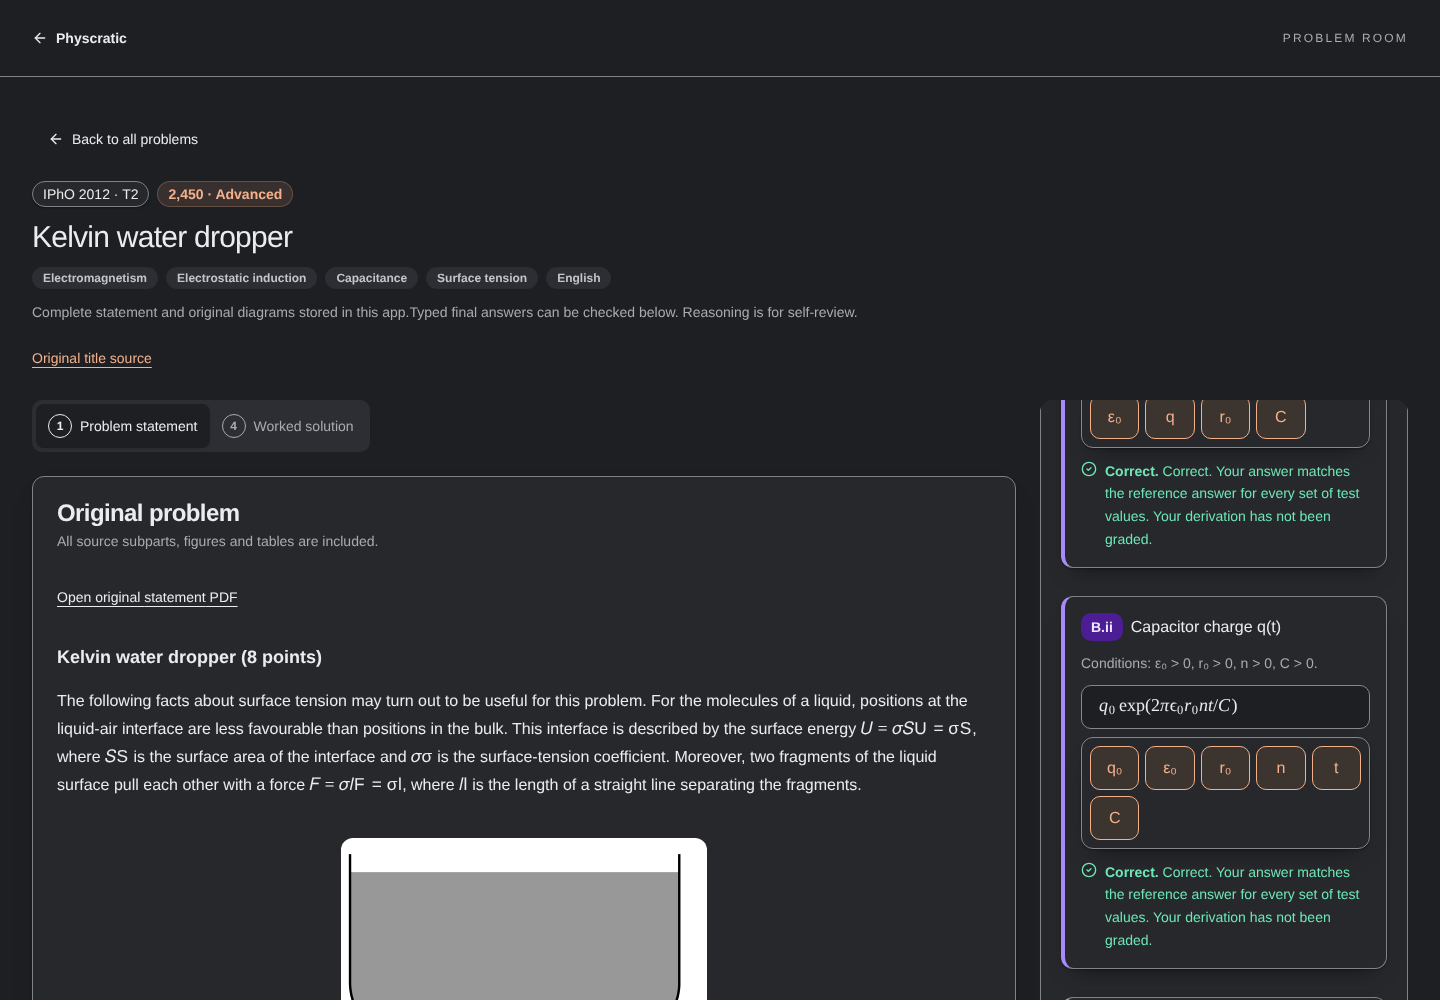 Physcratic
PROBLEM ROOM
Back to all problems
IPhO 2012 · T2
2,450 · Advanced
Kelvin water dropper
Electromagnetism
Electrostatic induction
Capacitance
Surface tension
English
Complete statement and original diagrams stored in this app.Typed final answers can be checked below. Reasoning is for self-review.
Original title source
1 Problem statement
4 Worked solution
Original problem
All source subparts, figures and tables are included.
Open original statement PDF
Kelvin water dropper (8 points)
The following facts about surface tension may turn out to be useful for this problem. For the molecules of a liquid, positions at the
liquid-air interface are less favourable than positions in the bulk. This interface is described by the surface energy U = σSU = σS,
where SS is the surface area of the interface and σσ is the surface-tension coefficient. Moreover, two fragments of the liquid
surface pull each other with a force F = σlF = σl, where ll is the length of a straight line separating the fragments.
ε₀ q r₀ C
Correct. Correct. Your answer matches
the reference answer for every set of test
values. Your derivation has not been
graded.
B.ii Capacitor charge q(t)
Conditions: ε₀ > 0, r₀ > 0, n > 0, C > 0.
q₀ exp(2πϵ₀r₀nt/C)
q₀ ε₀ r₀ n t
C
Correct. Correct. Your answer matches
the reference answer for every set of test
values. Your derivation has not been
graded.